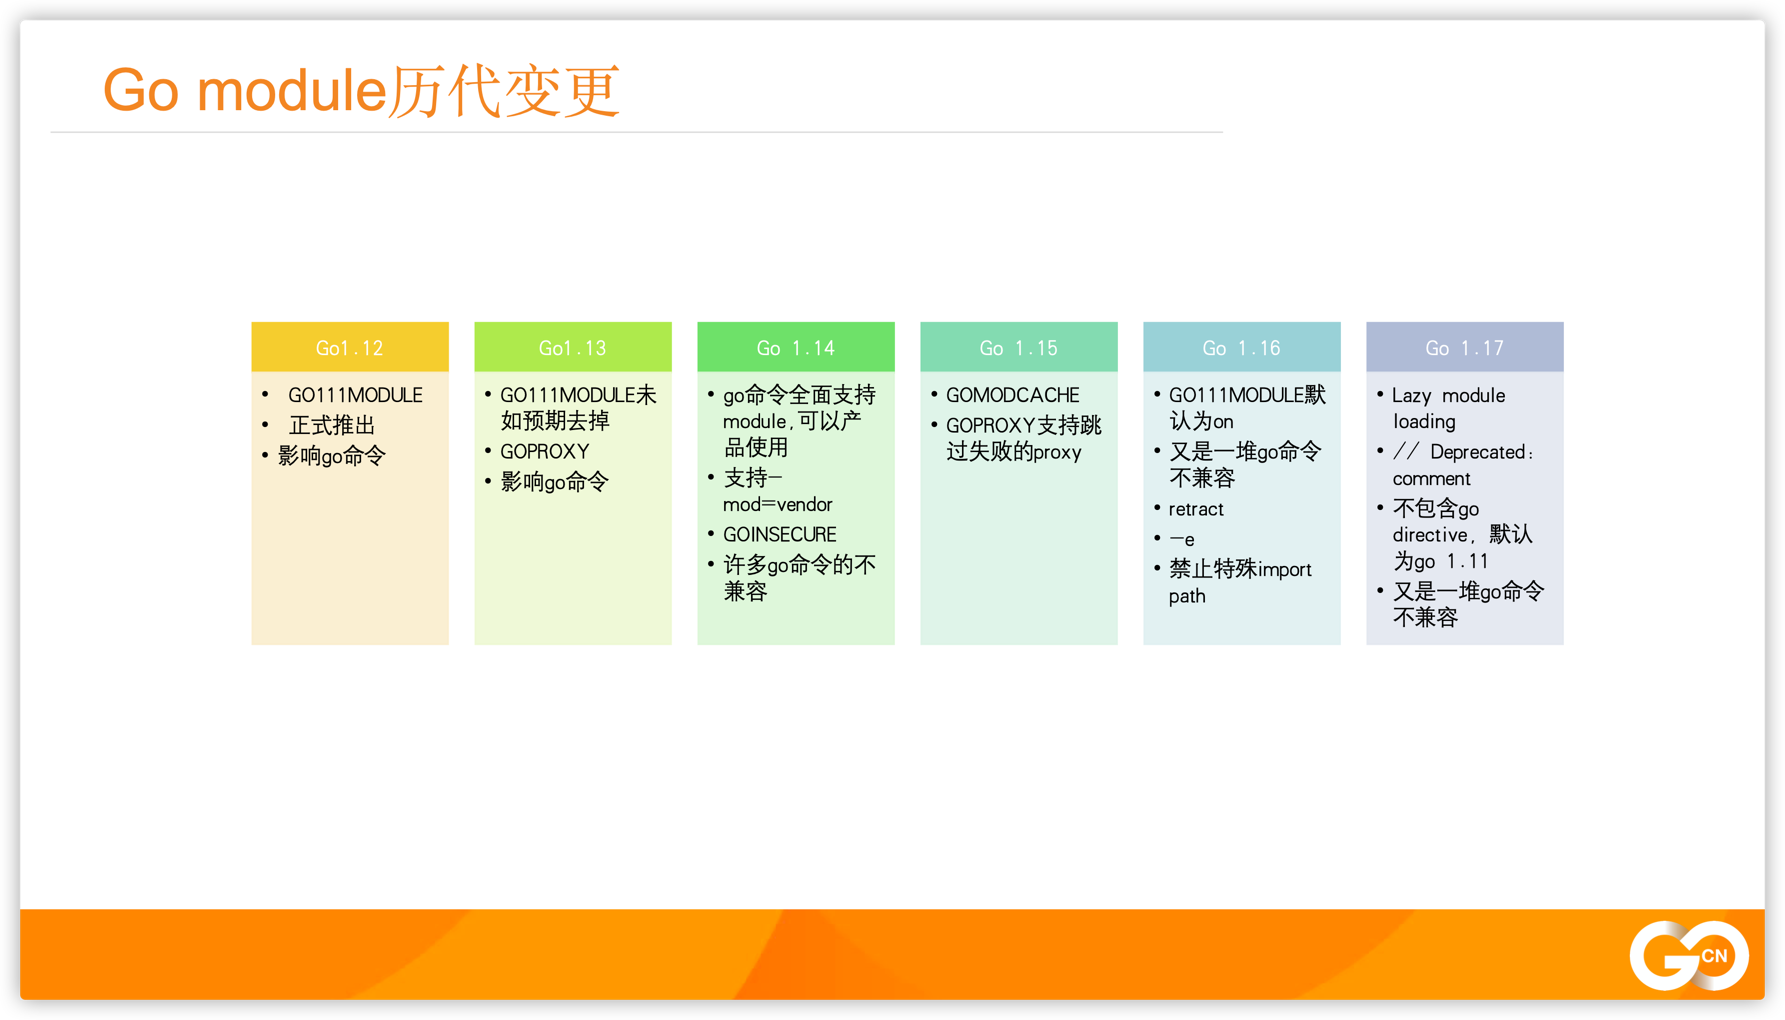 Go module历代变更
Go1.12
• GO111MODULE
• 正式推出
• 影响go命令
Go1.13
• GO111MODULE未
如预期去掉
• GOPROXY
• 影响go命令
Go 1.14
• go命令全面支持
module,可以产
品使用
• 支持-
mod=vendor
• GOINSECURE
• 许多go命令的不
兼容
Go 1.15
• GOMODCACHE
• GOPROXY支持跳
过失败的proxy
Go 1.16
• GO111MODULE默
认为on
• 又是一堆go命令
不兼容
• retract
• -e
• 禁止特殊import
path
Go 1.17
• Lazy module
loading
• // Deprecated:
comment
• 不包含go
directive, 默认
为go 1.11
• 又是一堆go命令
不兼容
GO CN